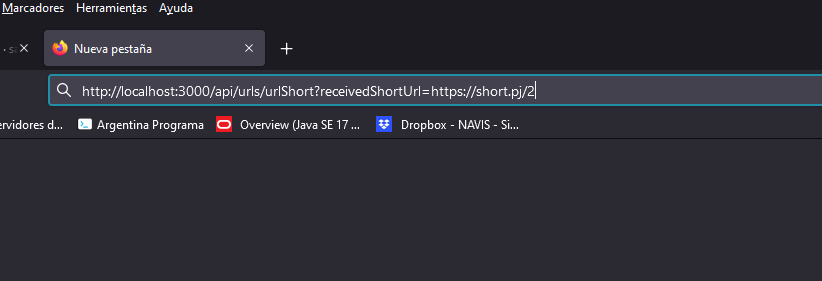 Marcadores Herramientas Ayuda
Nueva pestaña
http://localhost:3000/api/urls/urlShort?receivedShortUrl=https://short.pj/2
ervidores d... Argentina Programa Overview (Java SE 17 ... Dropbox - NAVIS - Si...